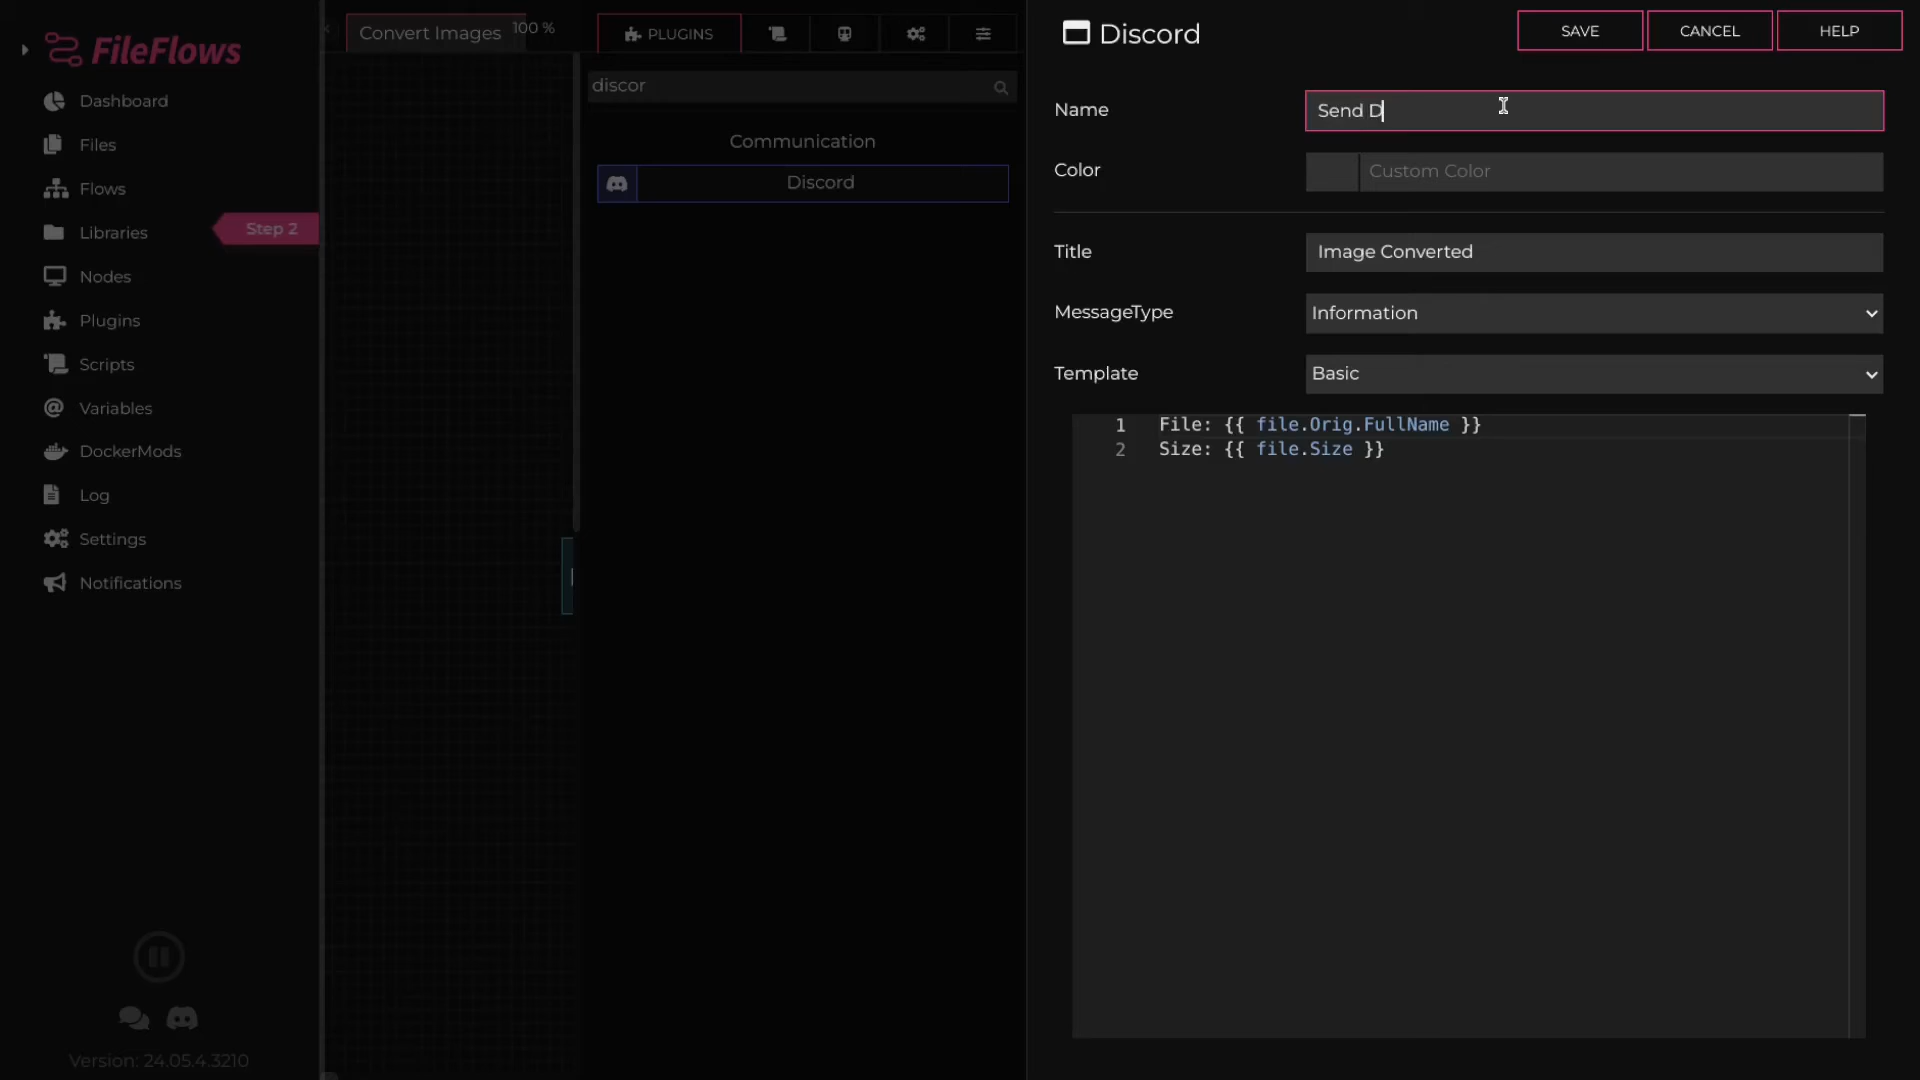 FileFlows
Dashboard
Files
Flows
Libraries
Step 2
Nodes
Plugins
Scripts
Variables
DockerMods
Log
Settings
Notifications
Version: 24.05.4.3210
Convert Images
100 %
PLUGINS
discor
Communication
Discord
Discord
SAVE
CANCEL
HELP
Name
Send D
Color
Custom Color
Title
Image Converted
MessageType
Information
Template
Basic
1 File: {{ file.Orig.FullName }}
2 Size: {{ file.Size }}